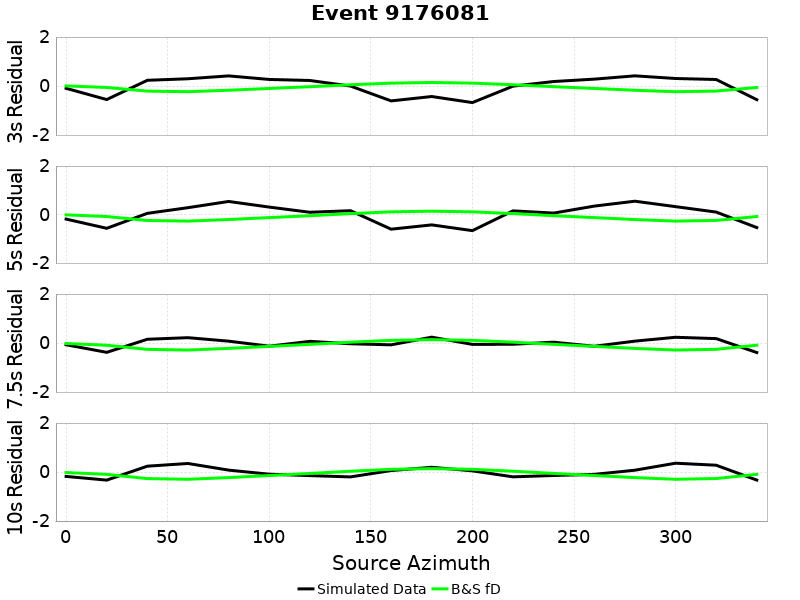 Event 9176081
3s Residual
2
0
-2
5s Residual
2
0
-2
7.5s Residual
2
0
-2
10s Residual
2
0
-2
0 50 100 150 200 250 300
Source Azimuth
Simulated Data B&S fD